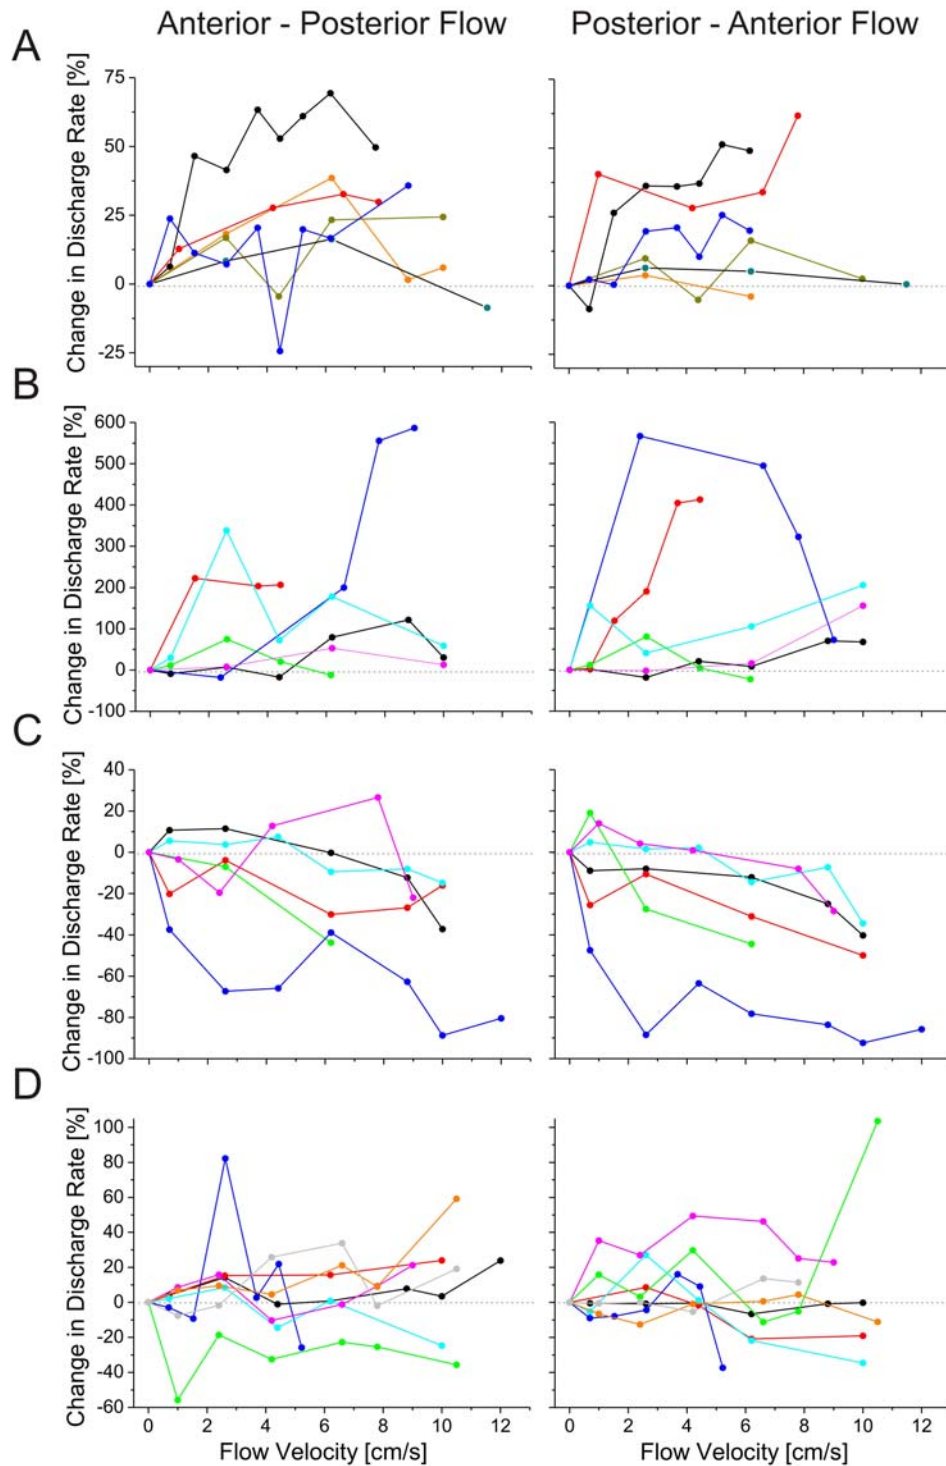 Anterior - Posterior Flow
Posterior - Anterior Flow
A
Change in Discharge Rate [%]
75
50
25
0
-25
B
Change in Discharge Rate [%]
600
500
400
300
200
100
0
-100
C
Change in Discharge Rate [%]
40
20
0
-20
-40
-60
-80
-100
D
Change in Discharge Rate [%]
100
80
60
40
20
0
-20
-40
-60
0 2 4 6 8 10 12
0 2 4 6 8 10 12
Flow Velocity [cm/s]
Flow Velocity [cm/s]